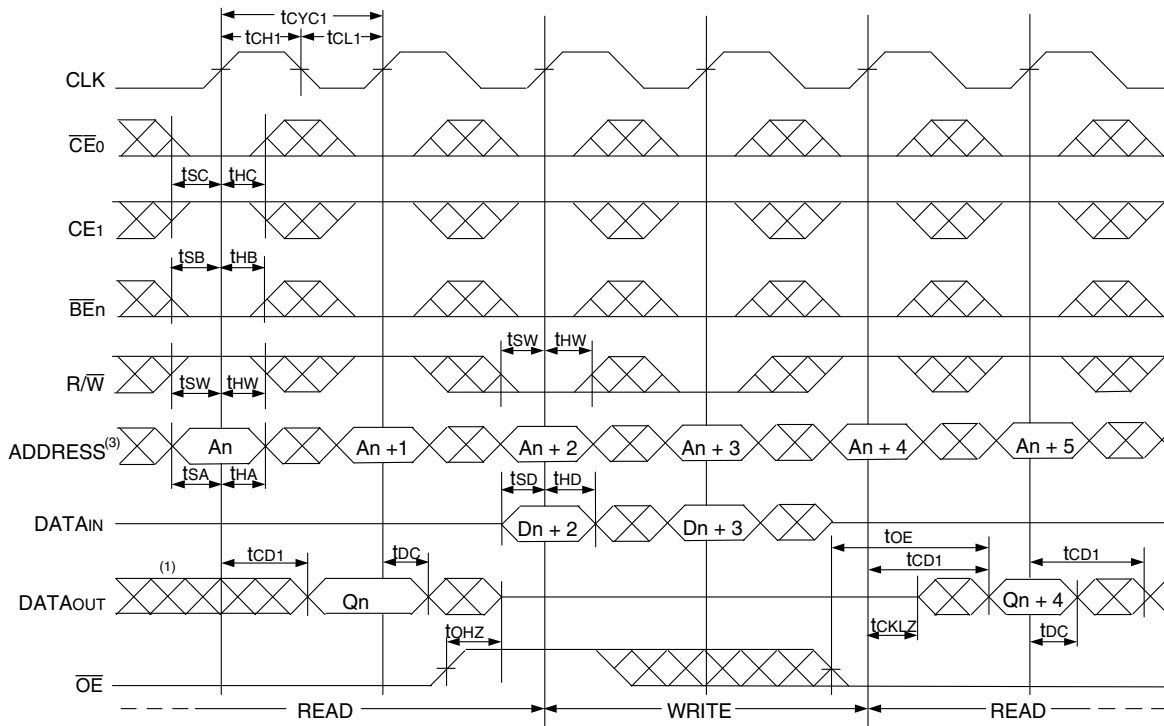 tCYC1
tCH1 tCL1
CLK
CE0
tSC tHC
CE1
tSB tHB
BEn
tSW tHW
R/W
tSW tHW
ADDRESS(3) An An +1 An + 2 An + 3 An + 4 An + 5
tSA tHA tSD tHD
DATAIN Dn + 2 Dn + 3
tOE
(1) tCD1 tDC tCD1 tCD1
DATAOUT Qn Qn + 4
tOHZ tCKLZ tDC
OE
READ WRITE READ